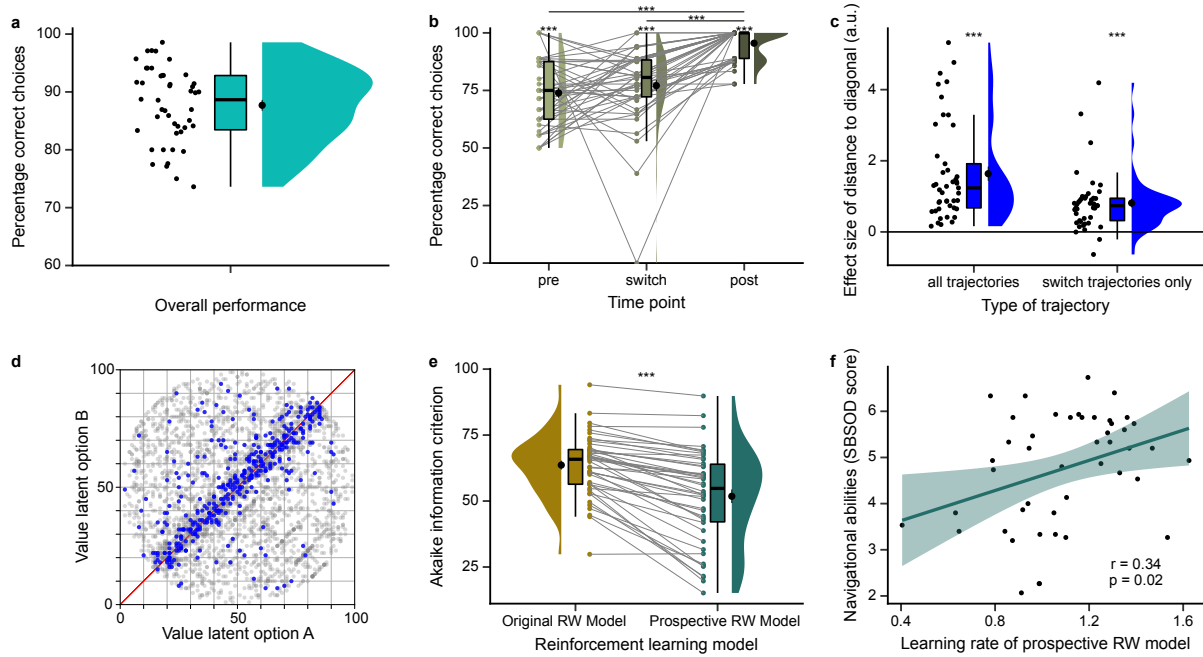 a
Percentage correct choices
100
90
80
70
60
Overall performance
b
Percentage correct choices
100
75
50
25
0
***
***
***
***
***
pre
switch
post
Time point
c
Effect size of distance to diagonal (a.u.)
4
2
0
***
***
all trajectories
switch trajectories only
Type of trajectory
d
Value latent option B
100
50
0
0
50
100
Value latent option A
e
Akaike information criterion
100
75
50
25
***
Original RW Model
Prospective RW Model
Reinforcement learning model
f
Navigational abilities (SBSOD score)
6
5
4
3
2
r = 0.34
p = 0.02
0.4
0.8
1.2
1.6
Learning rate of prospective RW model